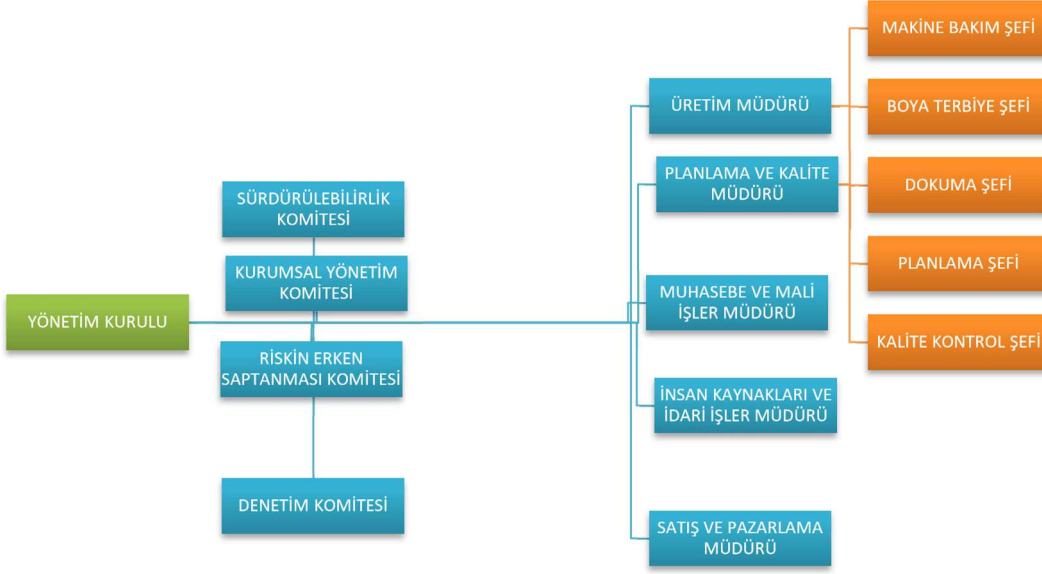 YÖNETİM KURULU
SÜRDÜRÜLEBİLİRLİK
KOMİTESİ
KURUMSAL YÖNETİM
KOMİTESİ
RİSKİN ERKEN
SAPTANMASI KOMİTESİ
DENETİM KOMİTESİ
ÜRETİM MÜDÜRÜ
PLANLAMA VE KALİTE
MÜDÜRÜ
MUHASEBE VE MALİ
İŞLER MÜDÜRÜ
İNSAN KAYNAKLARI VE
İDARİ İŞLER MÜDÜRÜ
SATIŞ VE PAZARLAMA
MÜDÜRÜ
MAKİNE BAKIM ŞEFİ
BOYA TERBİYE ŞEFİ
DOKUMA ŞEFİ
PLANLAMA ŞEFİ
KALİTE KONTROL ŞEFİ